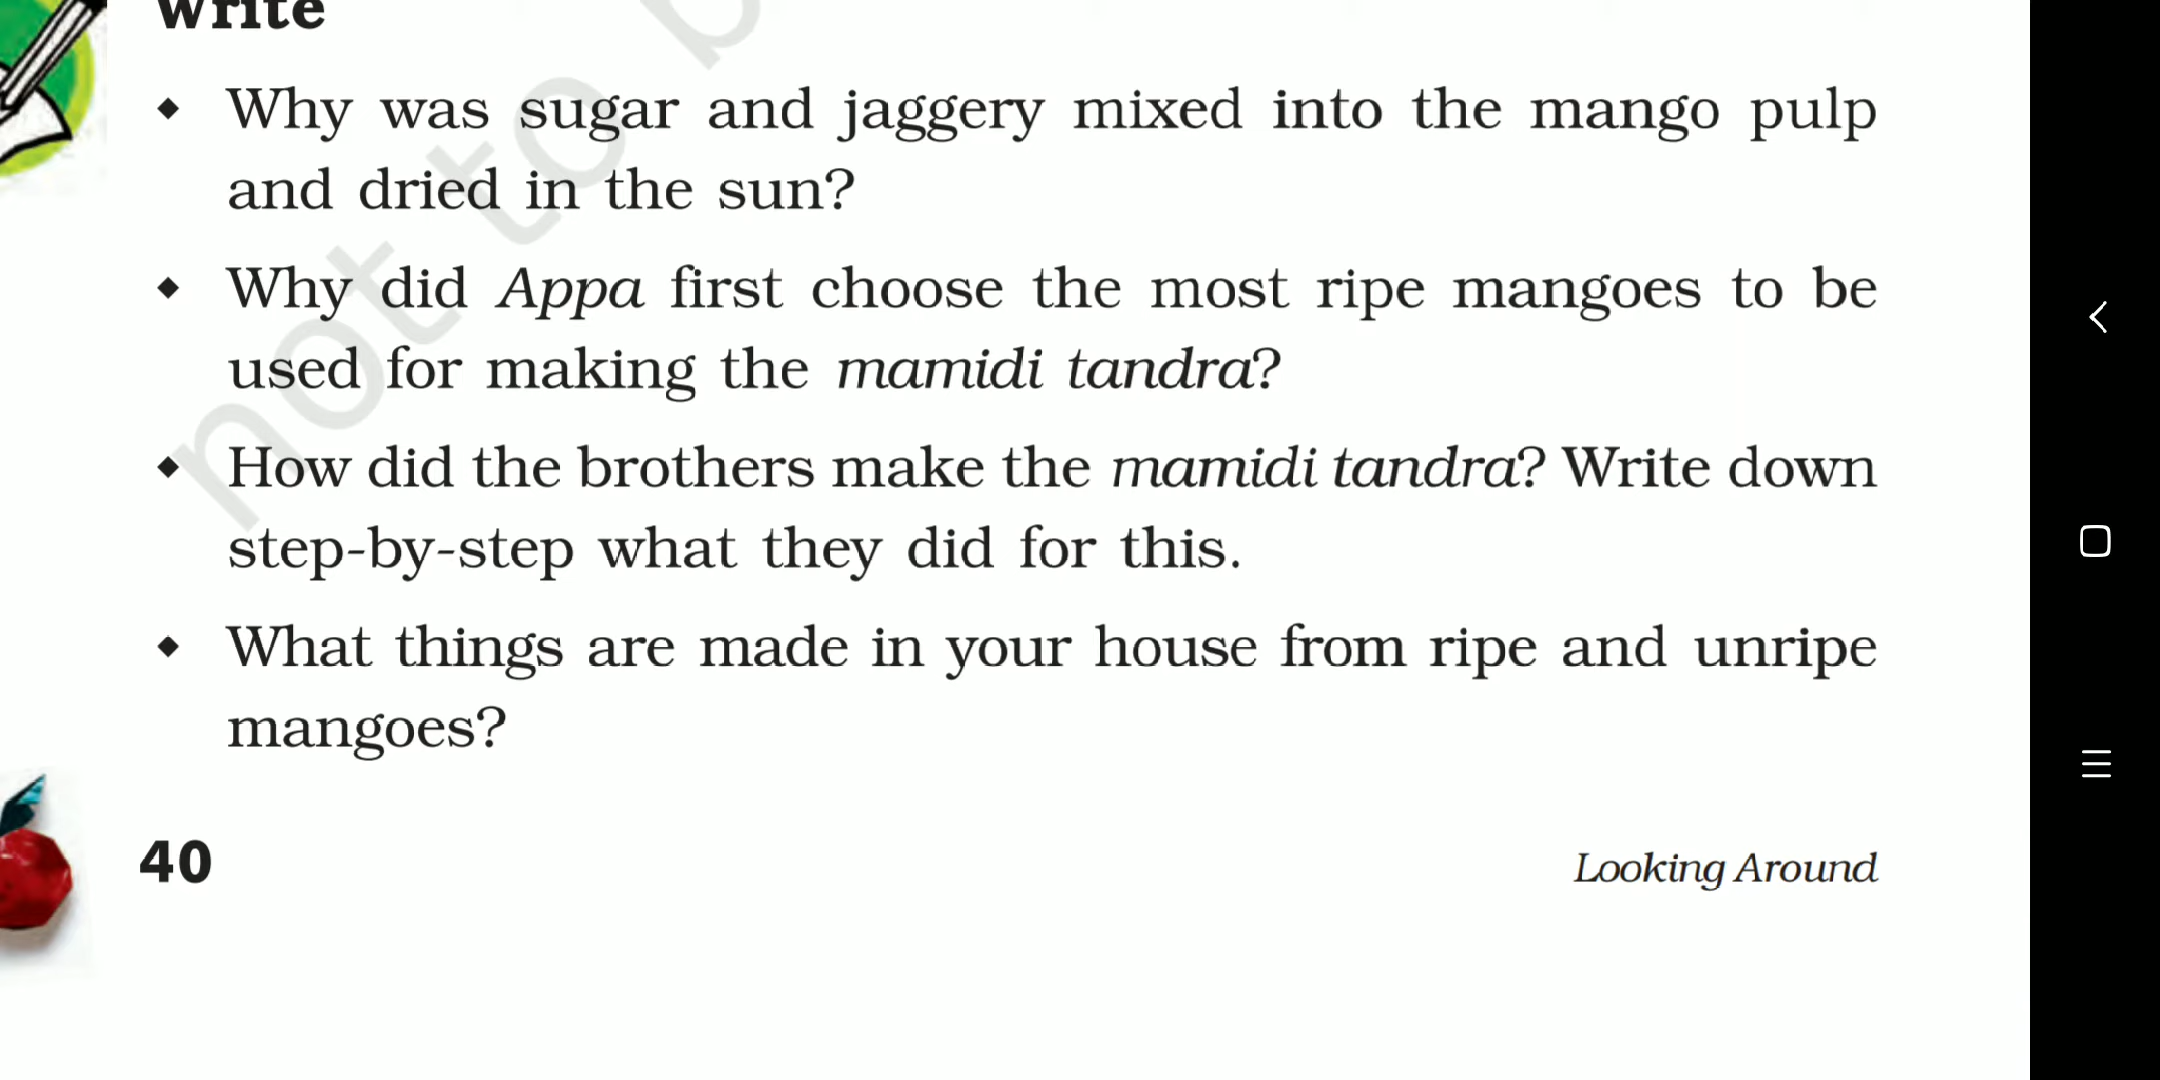 Write
◆ Why was sugar and jaggery mixed into the mango pulp
and dried in the sun?
◆ Why did Appa first choose the most ripe mangoes to be
used for making the mamidi tandra?
◆ How did the brothers make the mamidi tandra? Write down
step-by-step what they did for this.
◆ What things are made in your house from ripe and unripe
mangoes?
40
Looking Around
not to b